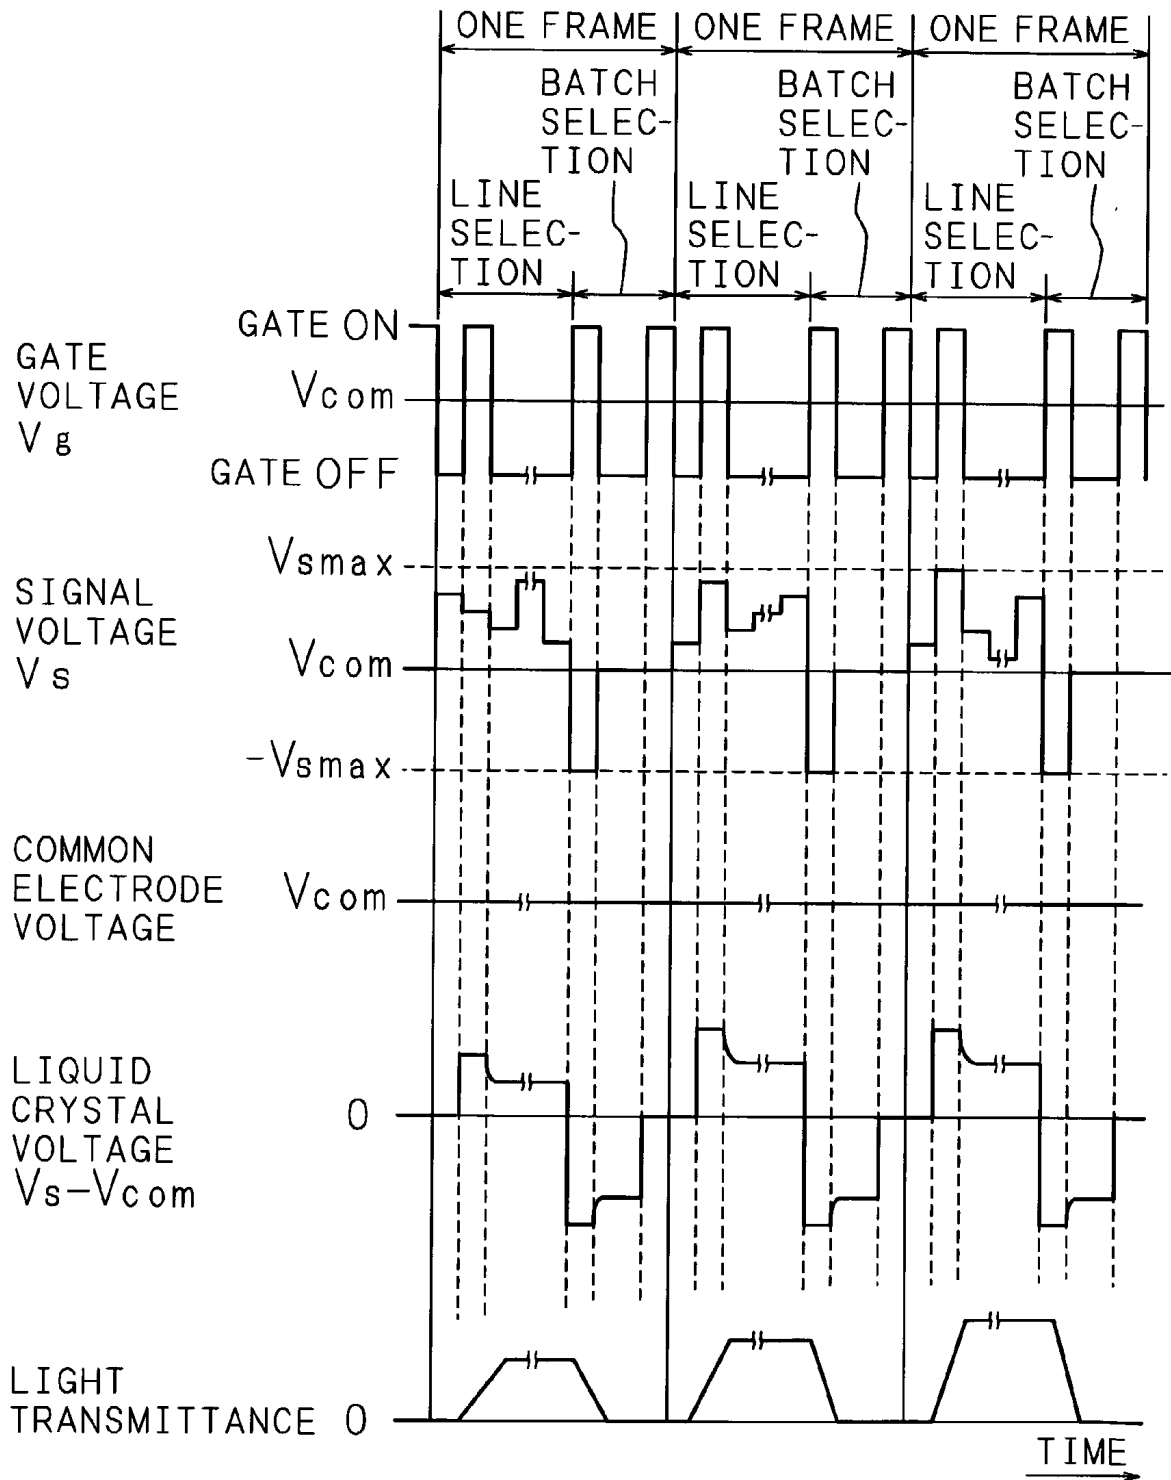 ONE FRAME ONE FRAME ONE FRAME
BATCH
SELEC-
TION
BATCH
SELEC-
TION
BATCH
SELEC-
TION
LINE
SELEC-
TION
LINE
SELEC-
TION
LINE
SELEC-
TION
GATE
VOLTAGE
Vg
GATE ON
Vcom
GATE OFF
SIGNAL
VOLTAGE
Vs
Vsmax
Vcom
-Vsmax
COMMON
ELECTRODE
VOLTAGE
Vcom
LIQUID
CRYSTAL
VOLTAGE
Vs-Vcom
0
LIGHT
TRANSMITTANCE 0
TIME